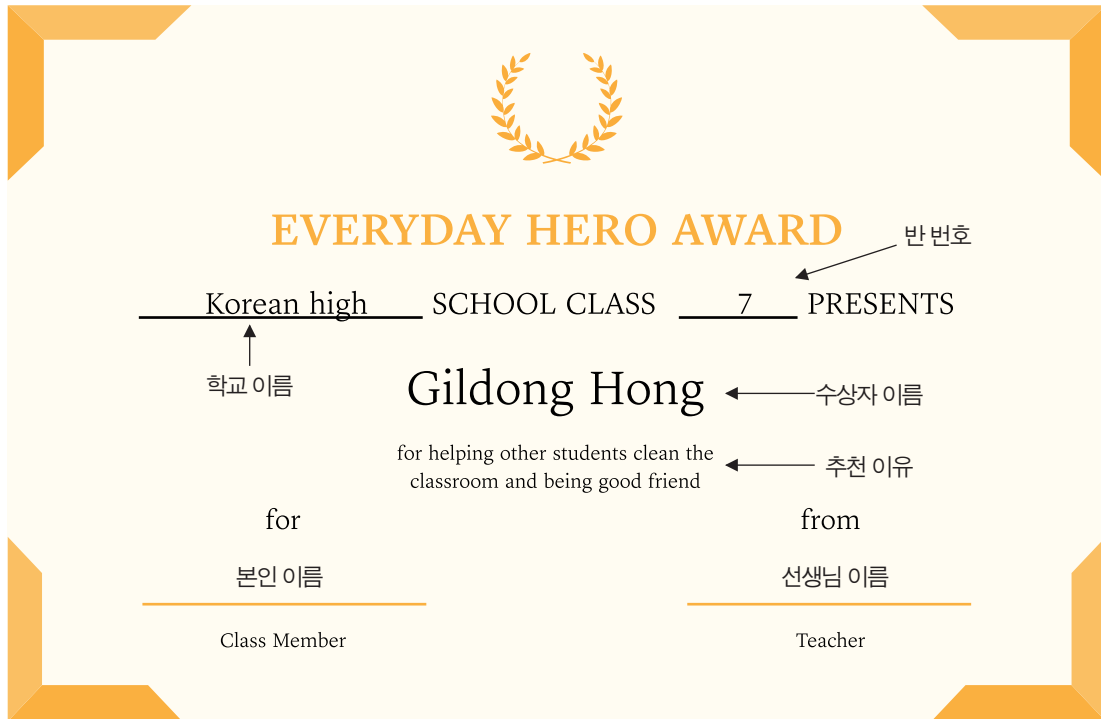 EVERYDAY HERO AWARD
반 번호
Korean high SCHOOL CLASS 7 PRESENTS
학교 이름
Gildong Hong
수상자 이름
for helping other students clean the
classroom and being good friend
추천 이유
for
from
본인 이름
선생님 이름
Class Member
Teacher